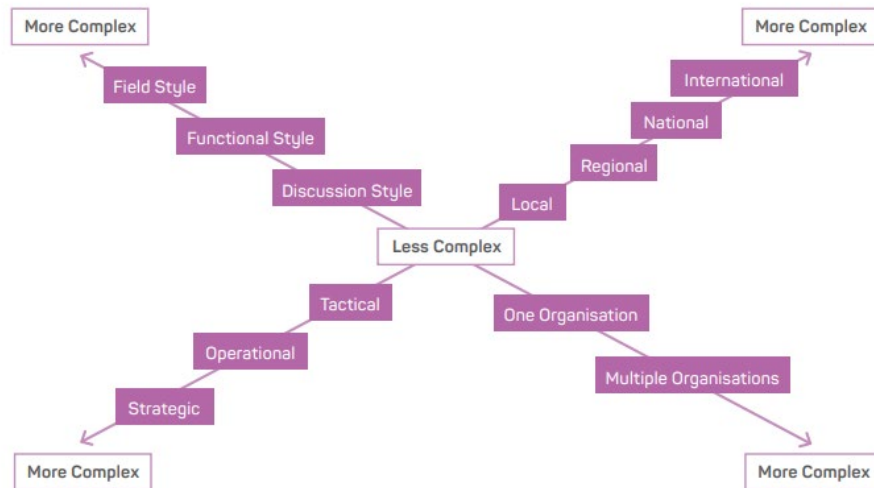 More Complex
More Complex
Field Style
International
Functional Style
National
Discussion Style
Regional
Local
Less Complex
Tactical
One Organisation
Operational
Multiple Organisations
Strategic
More Complex
More Complex